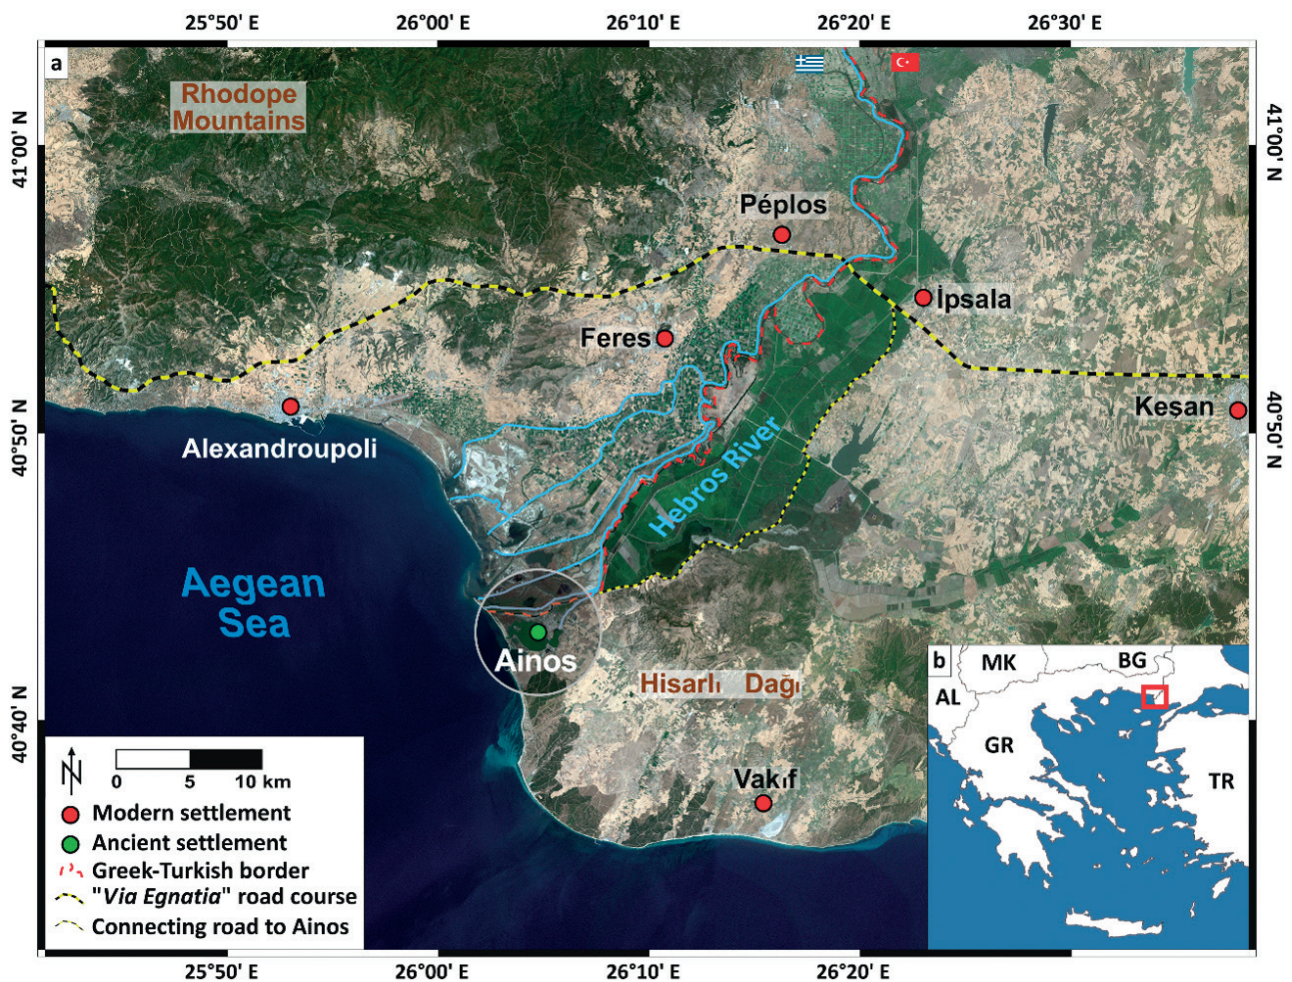 25°50' E
26°00' E
26°10' E
26°20' E
26°30' E
a
Rhodope
Mountains
41°00' N
41°00' N
Péplos
İpsala
Feres
Keşan
Alexandroupoli
40°50' N
40°50' N
Hebros River
Aegean
Sea
Ainos
Hisarlı Dağı
40°40' N
Vakıf
N
0
5
10 km
Modern settlement
Ancient settlement
Greek-Turkish border
"Via Egnatia" road course
Connecting road to Ainos
b
MK
BG
AL
GR
TR
25°50' E
26°00' E
26°10' E
26°20' E